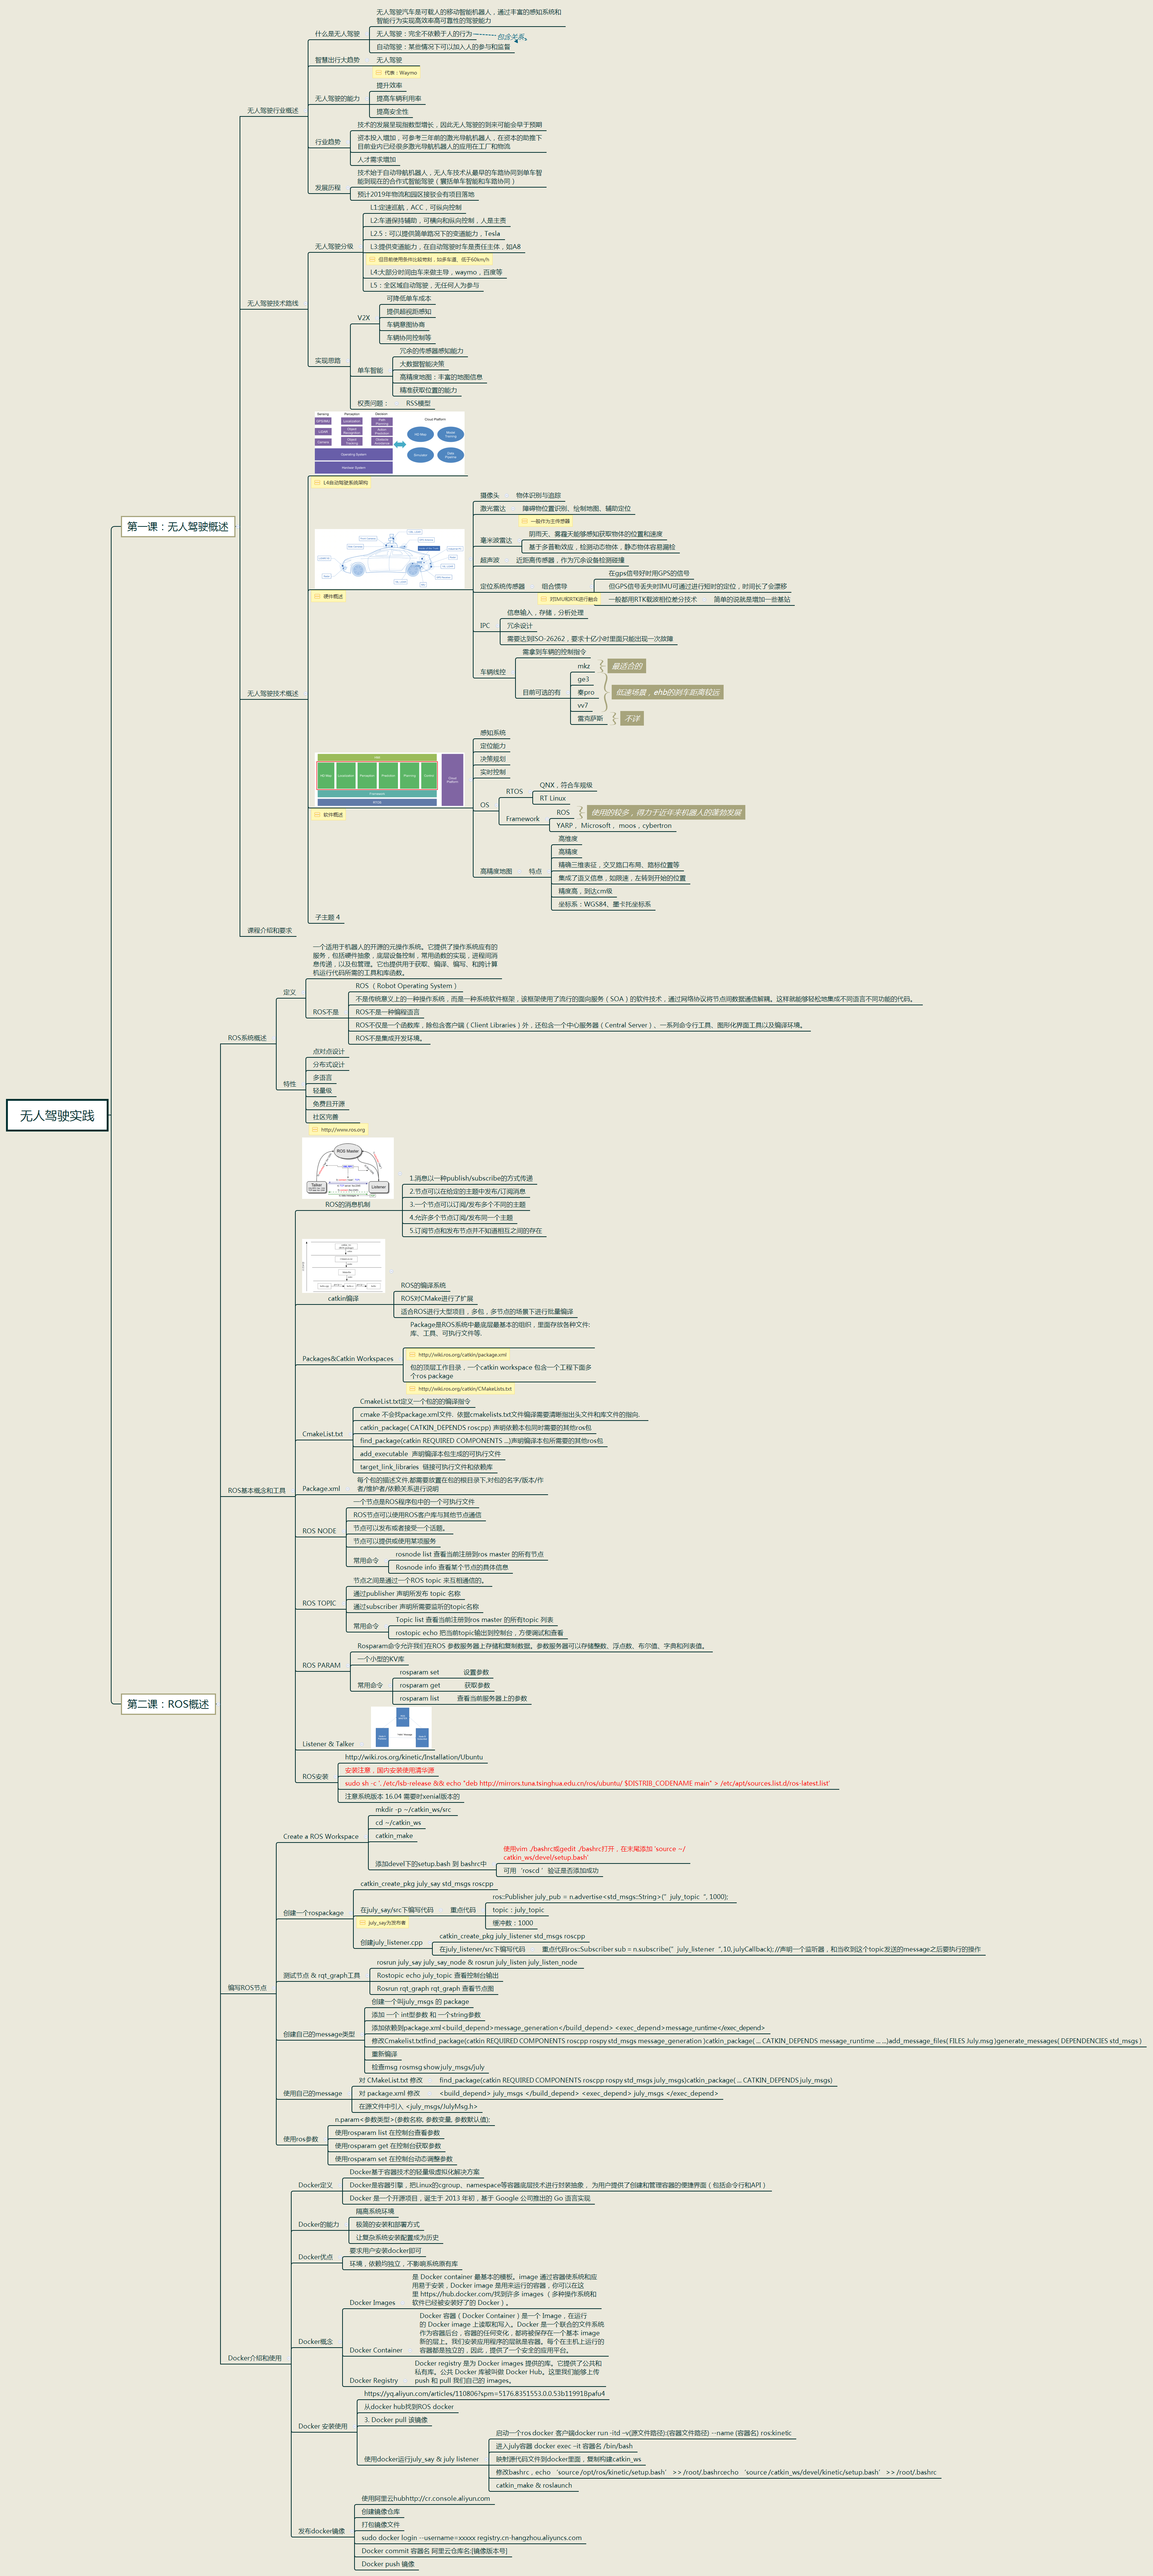 无人驾驶实践
第一课：无人驾驶概述
无人驾驶行业概述
什么是无人驾驶
无人驾驶汽车是可载人的移动智能机器人，通过丰富的感知系统和
智能行为实现高效率高可靠性的驾驶能力
无人驾驶：完全不依赖于人的行为
包含关系。
自动驾驶：某些情况下可以加入人的参与和监督
智慧出行大趋势
无人驾驶
代表：Waymo
无人驾驶的能力
提升效率
提高车辆利用率
提高安全性
行业趋势
技术的发展呈现指数型增长，因此无人驾驶的到来可能会早于预期
资本投入增加，可参考三年前的激光导航机器人，在资本的助推下
目前业内已经很多激光导航机器人的应用在工厂和物流
人才需求增加
发展历程
技术始于自动导航机器人，无人车技术从最早的车路协同到单车智
能到现在的合作式智能驾驶（囊括单车智能和车路协同）
预计2019年物流和园区接驳会有项目落地
无人驾驶技术路线
无人驾驶分级
L1:定速巡航，ACC，可纵向控制
L2:车道保持辅助，可横向和纵向控制，人是主责
L2.5：可以提供简单路况下的变道能力，Tesla
L3:提供变道能力，在自动驾驶时车是责任主体，如A8
但目前使用条件比较苛刻，如多车道、低于60km/h
L4:大部分时间由车来做主导，waymo，百度等
L5：全区域自动驾驶，无任何人为参与
实现思路
V2X
可降低单车成本
提供超视距感知
车辆意图协商
车辆协同控制等
单车智能
冗余的传感器感知能力
大数据智能决策
高精度地图：丰富的地图信息
精准获取位置的能力
权责问题：
RSS模型
无人驾驶技术概述
Sensing
Perception
Decision
Cloud Platform
L4自动驾驶系统架构
硬件概述
摄像头
物体识别与追踪
激光雷达
障碍物位置识别、绘制地图、辅助定位
一般作为主传感器
毫米波雷达
阴雨天、雾霾天能够感知获取物体的位置和速度
基于多普勒效应，检测动态物体，静态物体容易漏检
超声波
近距离传感器，作为冗余设备检测碰撞
定位系统传感器
组合惯导
在gps信号好时用GPS的信号
但GPS信号丢失时IMU可通过进行短时的定位，时间长了会漂移
对IMU和RTK进行融合
一般都用RTK载波相位差分技术
简单的说就是增加一些基站
IPC
信息输入，存储，分析处理
冗余设计
需要达到ISO-26262，要求十亿小时里面只能出现一次故障
车辆线控
需拿到车辆的控制指令
目前可选的有
mkz
最适合的
ge3
秦pro
vv7
低速场景，ehb的刹车距离较远
雷克萨斯
不详
软件概述
感知系统
定位能力
决策规划
实时控制
OS
RTOS
QNX，符合车规级
RT Linux
Framework
ROS
使用的较多，得力于近年来机器人的蓬勃发展
YARP，Microsoft，moos，cybertron
高精度地图
特点
高维度
高精度
精确三维表征，交叉路口布局、路标位置等
集成了语义信息，如限速，左转到开始的位置
精度高，到达cm级
坐标系：WGS84、墨卡托坐标系
子主题 4
课程介绍和要求
第二课：ROS概述
ROS系统概述
定义
一个适用于机器人的开源的元操作系统。它提供了操作系统应有的
服务，包括硬件抽象，底层设备控制，常用函数的实现，进程间消
息传递，以及包管理。它也提供用于获取、编译、编写、和跨计算
机运行代码所需的工具和库函数。
ROS不是
ROS（Robot Operating System）
不是传统意义上的一种操作系统，而是一种系统软件框架，该框架使用了流行的面向服务（SOA）的软件技术，通过网络协议将节点间数据通信解耦。这样就能够轻松地集成不同语言不同功能的代码。
ROS不是一种编程语言
ROS不仅是一个函数库，除包含客户端（Client Libraries）外，还包含一个中心服务器（Central Server）、一系列命令行工具、图形化界面工具以及编译环境。
ROS不是集成开发环境。
特性
点对点设计
分布式设计
多语言
轻量级
免费且开源
社区完善
http://www.ros.org
ROS基本概念和工具
ROS Master
Talker
Listener
ROS的消息机制
1.消息以一种publish/subscribe的方式传递
2.节点可以在给定的主题中发布/订阅消息
3.一个节点可以订阅/发布多个不同的主题
4.允许多个节点订阅/发布同一个主题
5.订阅节点和发布节点并不知道相互之间的存在
catkin编译
ROS的编译系统
ROS对CMake进行了扩展
适合ROS进行大型项目，多包，多节点的场景下进行批量编译
Packages&Catkin Workspaces
Package是ROS系统中最底层最基本的组织，里面存放各种文件:
库、工具、可执行文件等.
http://wiki.ros.org/catkin/package.xml
包的顶层工作目录，一个catkin workspace 包含一个工程下面多
个ros package
http://wiki.ros.org/catkin/CMakeLists.txt
CmakeList.txt
CmakeList.txt定义一个包的的编译指令
cmake 不会找package.xml文件. 依据cmakelists.txt文件编译需要清晰指出头文件和库文件的指向.
catkin_package( CATKIN_DEPENDS roscpp) 声明依赖本包同时需要的其他ros包
find_package(catkin REQUIRED COMPONENTS ...)声明编译本包所需要的其他ros包
add_executable 声明编译本包生成的可执行文件
target_link_libraries 链接可执行文件和依赖库
Package.xml
每个包的描述文件,都需要放置在包的根目录下,对包的名字/版本/作
者/维护者/依赖关系进行说明
ROS NODE
一个节点是ROS程序包中的一个可执行文件
ROS节点可以使用ROS客户库与其他节点通信
节点可以发布或者接受一个话题。
节点可以提供或使用某项服务
常用命令
rosnode list 查看当前注册到ros master 的所有节点
Rosnode info 查看某个节点的具体信息
ROS TOPIC
节点之间是通过一个ROS topic 来互相通信的。
通过publisher 声明所发布 topic 名称
通过subscriber 声明所需要监听的topic名称
常用命令
Topic list 查看当前注册到ros master 的所有topic 列表
rostopic echo 把当前topic输出到控制台，方便调试和查看
ROS PARAM
Rosparam命令允许我们在ROS 参数服务器上存储和复制数据。参数服务器可以存储整数、浮点数、布尔值、字典和列表值。
一个小型的KV库
常用命令
rosparam set
设置参数
rosparam get
获取参数
rosparam list
查看当前服务器上的参数
Listener & Talker
ROS安装
http://wiki.ros.org/kinetic/Installation/Ubuntu
安装注意，国内安装使用清华源
sudo sh -c '. /etc/lsb-release && echo "deb http://mirrors.tuna.tsinghua.edu.cn/ros/ubuntu/ $DISTRIB_CODENAME main" > /etc/apt/sources.list.d/ros-latest.list'
注意系统版本 16.04 需要时xenial版本的
编写ROS节点
Create a ROS Workspace
mkdir -p ~/catkin_ws/src
cd ~/catkin_ws
catkin_make
添加devel下的setup.bash 到 bashrc中
使用vim ./bashrc或gedit ./bashrc打开，在末尾添加 'source ~/
catkin_ws/devel/setup.bash'
可用‘roscd’验证是否添加成功
创建一个rospackage
catkin_create_pkg july_say std_msgs roscpp
在july_say/src下编写代码
重点代码
ros::Publisher july_pub = n.advertise<std_msgs::String>(“july_topic“, 1000);
topic：july_topic
缓冲数：1000
july_say为发布者
创建july_listener.cpp
catkin_create_pkg july_listener std_msgs roscpp
在july_listener/src下编写代码
重点代码ros::Subscriber sub = n.subscribe(“july_listener“, 10, julyCallback); //声明一个监听器，和当收到这个topic发送的message之后要执行的操作
测试节点 & rqt_graph工具
rosrun july_say july_say_node & rosrun july_listen july_listen_node
Rostopic echo july_topic 查看控制台输出
Rosrun rqt_graph rqt_graph 查看节点图
创建自己的message类型
创建一个叫july_msgs 的 package
添加 一个 int型参数 和 一个string参数
添加依赖到package.xml<build_depend>message_generation</build_depend> <exec_depend>message_runtime</exec_depend>
修改Cmakelist.txtfind_package(catkin REQUIRED COMPONENTS roscpp rospy std_msgs message_generation )catkin_package( ... CATKIN_DEPENDS message_runtime ... ...)add_message_files( FILES July.msg )generate_messages( DEPENDENCIES std_msgs )
重新编译
检查msg rosmsg show july_msgs/july
使用自己的message
对 CMakeList.txt 修改
find_package(catkin REQUIRED COMPONENTS roscpp rospy std_msgs july_msgs)catkin_package( ... CATKIN_DEPENDS july_msgs)
对 package.xml 修改
<build_depend> july_msgs </build_depend> <exec_depend> july_msgs </exec_depend>
在源文件中引入 <july_msgs/JulyMsg.h>
使用ros参数
n.param<参数类型>(参数名称, 参数变量, 参数默认值);
使用rosparam list 在控制台查看参数
使用rosparam get 在控制台获取参数
使用rosparam set 在控制台动态调整参数
Docker介绍和使用
Docker定义
Docker基于容器技术的轻量级虚拟化解决方案
Docker是容器引擎，把Linux的cgroup、namespace等容器底层技术进行封装抽象， 为用户提供了创建和管理容器的便捷界面（包括命令行和API）
Docker 是一个开源项目，诞生于 2013 年初，基于 Google 公司推出的 Go 语言实现
Docker的能力
隔离系统环境
极简的安装和部署方式
让复杂系统安装配置成为历史
Docker优点
要求用户安装docker即可
环境，依赖均独立，不影响系统原有库
Docker概念
Docker Images
是 Docker container 最基本的模板。image 通过容器使系统和应
用易于安装，Docker image 是用来运行的容器，你可以在这
里 https://hub.docker.com/找到许多 images （多种操作系统和
软件已经被安装好了的 Docker）。
Docker Container
Docker 容器（Docker Container）是一个 Image，在运行
的 Docker image 上读取和写入。Docker 是一个联合的文件系统
作为容器后台，容器的任何变化，都将被保存在一个基本 image
新的层上。我们安装应用程序的层就是容器。每个在主机上运行的
容器都是独立的，因此，提供了一个安全的应用平台。
Docker Registry
Docker registry 是为 Docker images 提供的库。它提供了公共和
私有库。公共 Docker 库被叫做 Docker Hub。这里我们能够上传
push 和 pull 我们自己的 images。
Docker 安装使用
https://yq.aliyun.com/articles/110806?spm=5176.8351553.0.0.53b119918pafu4
从docker hub找到ROS docker
3. Docker pull 该镜像
使用docker运行july_say & july listener
启动一个ros docker 客户端docker run -itd –v(源文件路径):(容器文件路径) --name (容器名) ros:kinetic
进入july容器 docker exec –it 容器名 /bin/bash
映射源代码文件到docker里面，复制构建catkin_ws
修改bashrc，echo ‘source /opt/ros/kinetic/setup.bash’ >> /root/.bashrcecho ‘source /catkin_ws/devel/kinetic/setup.bash’ >> /root/.bashrc
catkin_make & roslaunch
发布docker镜像
使用阿里云hubhttp://cr.console.aliyun.com
创建镜像仓库
打包镜像文件
sudo docker login --username=xxxxx registry.cn-hangzhou.aliyuncs.com
Docker commit 容器名 阿里云仓库名:[镜像版本号]
Docker push 镜像